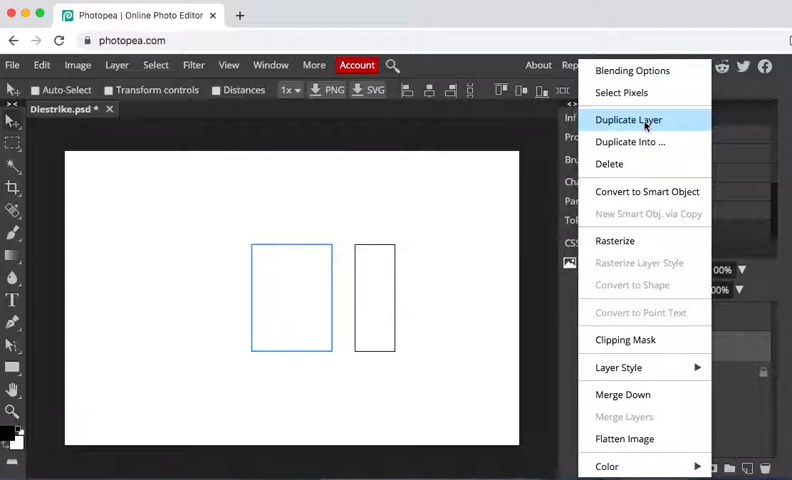 Photopea | Online Photo Editor
photopea.com
File Edit Image Layer Select Filter View Window More Account About Rep
Auto-Select Transform controls Distances 1x PNG SVG
Diestrike.psd *
Inf
Pro
Bru
Cha
Par
CSS
00%
00%
Blending Options
Select Pixels
Duplicate Layer
Duplicate Into ...
Delete
Convert to Smart Object
New Smart Obj. via Copy
Rasterize
Rasterize Layer Style
Convert to Shape
Convert to Point Text
Clipping Mask
Layer Style
Merge Down
Merge Layers
Flatten Image
Color